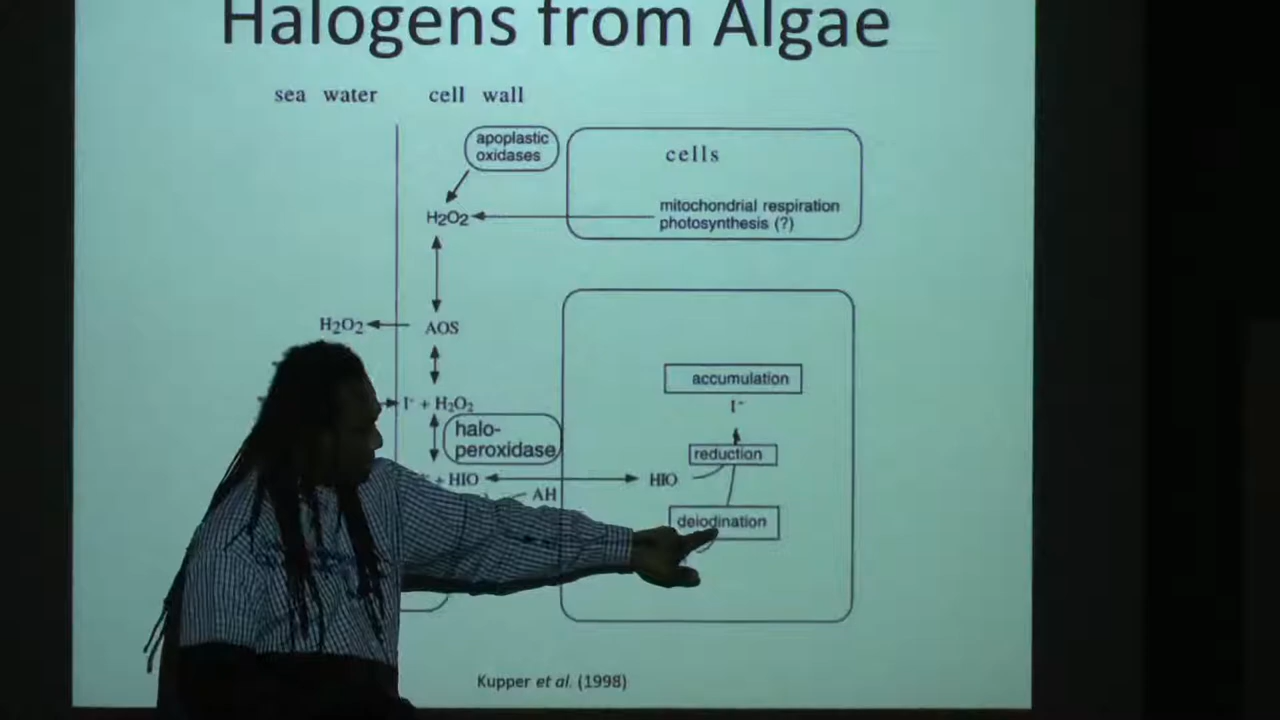 Halogens from Algae
sea water
cell wall
apoplastic
oxidases
cells
H2O2
mitochondrial respiration
photosynthesis (?)
H2O2
AOS
accumulation
I-
I- + H2O2
halo-
peroxidase
reduction
+ HIO
HIO
AH
deiodination
Kupper et al. (1998)